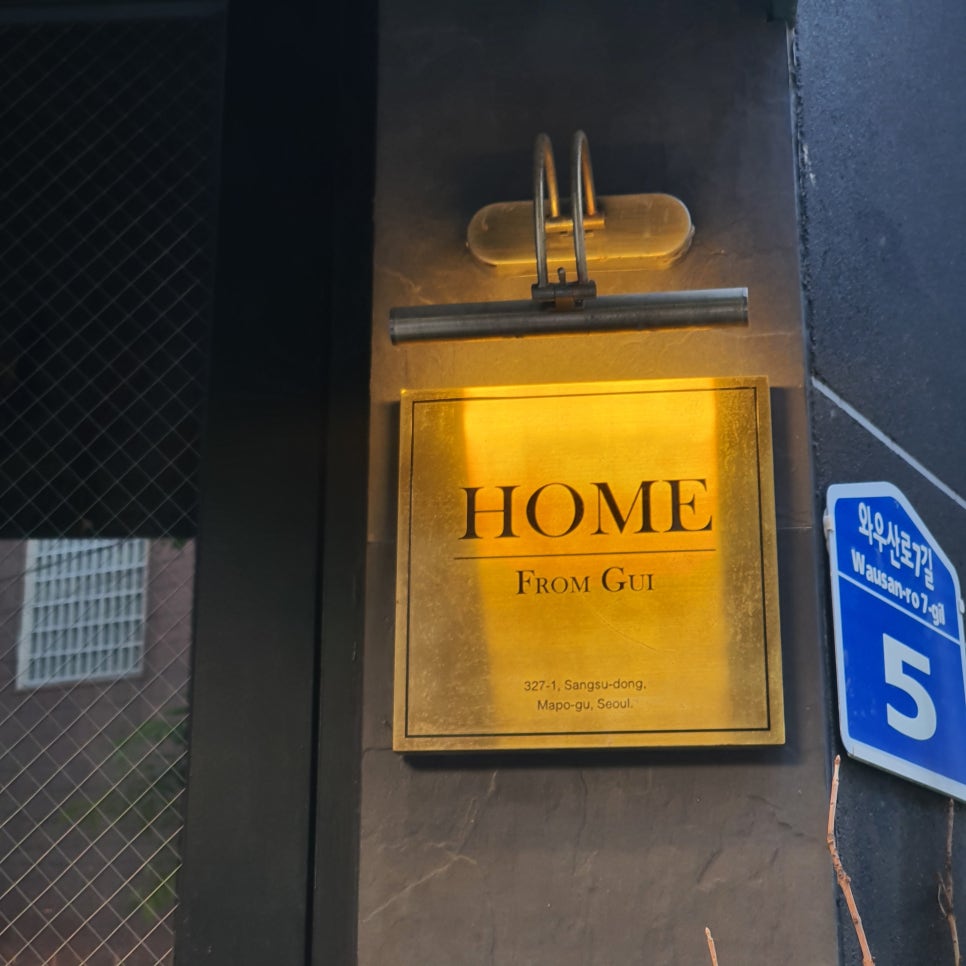 HOME
FROM GUI
327-1, Sangsu-dong,
Mapo-gu, Seoul.
와우산로7길
Wausan-ro 7-gil
5